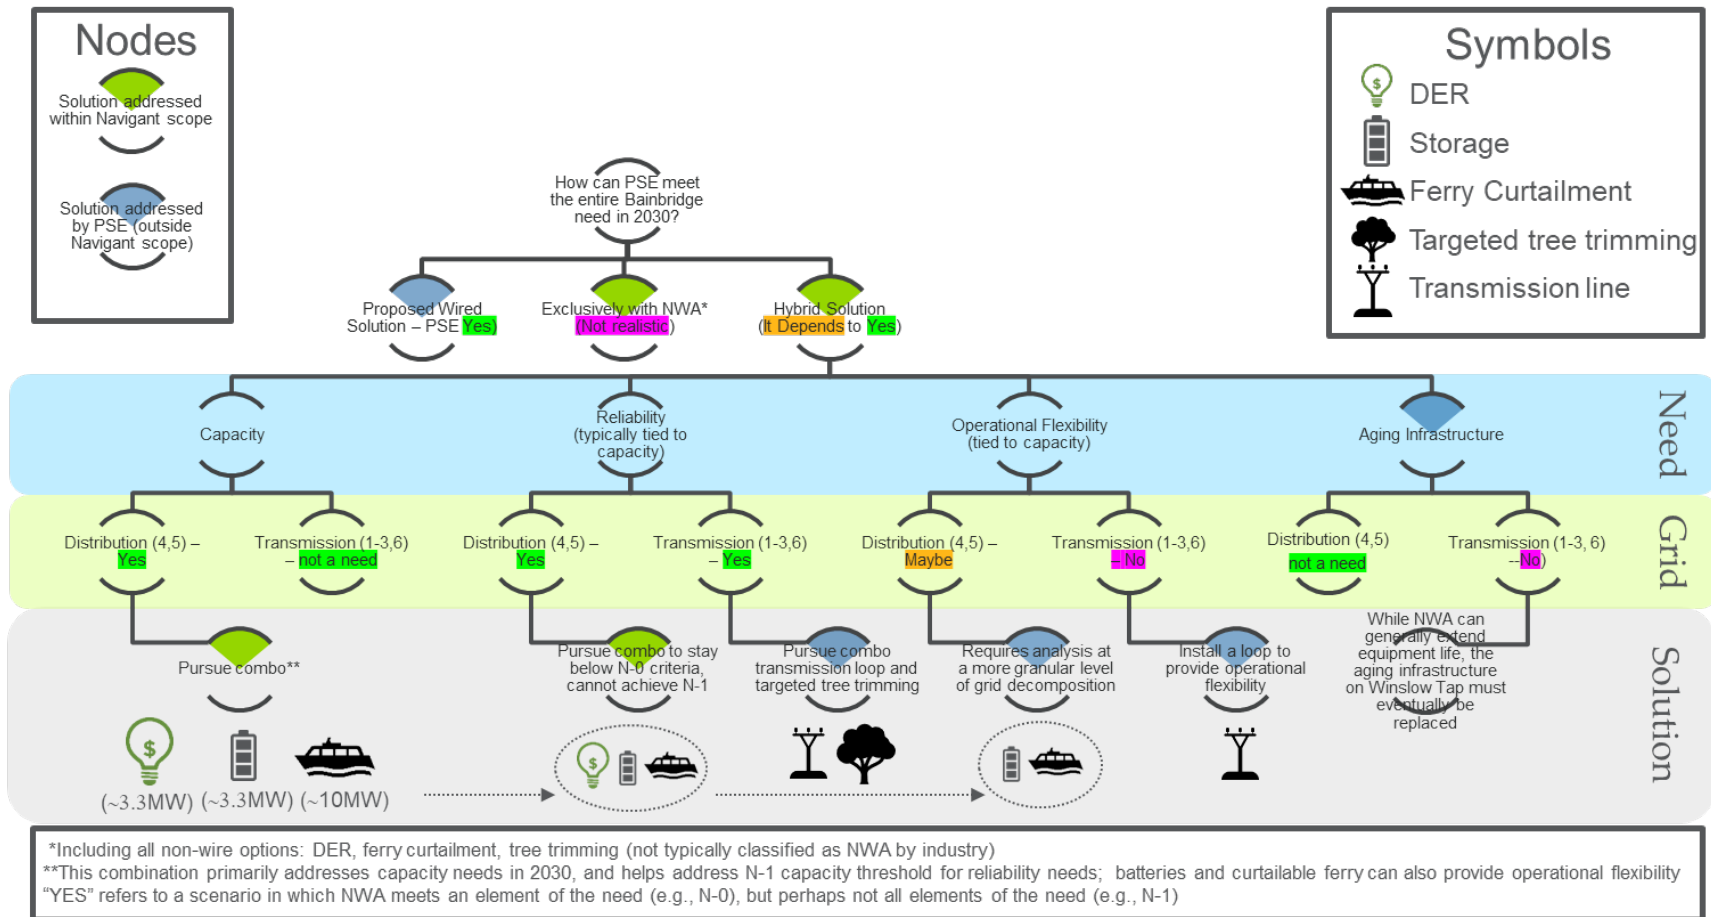 Nodes
Solution addressed
within Navigant scope
Solution addressed
by PSE (outside
Navigant scope)
Symbols
$
DER
Storage
Ferry Curtailment
Targeted tree trimming
Transmission line
How can PSE meet
the entire Bainbridge
need in 2030?
Proposed Wired
Solution – PSE Yes)
Exclusively with NWA*
(Not realistic)
Hybrid Solution
(It Depends to Yes)
Need
Capacity
Reliability
(typically tied to
capacity)
Operational Flexibility
(tied to capacity)
Aging Infrastructure
Grid
Distribution (4,5) –
Yes
Transmission (1-3,6)
– not a need
Distribution (4,5) –
Yes
Transmission (1-3,6)
– Yes
Distribution (4,5) –
Maybe
Transmission (1-3,6)
– No
Distribution (4,5)
not a need
Transmission (1-3, 6)
--No)
Solution
Pursue combo**
Pursue combo to stay
below N-0 criteria,
cannot achieve N-1
Pursue combo
transmission loop and
targeted tree trimming
Requires analysis at
a more granular level
of grid decomposition
Install a loop to
provide operational
flexibility
While NWA can
generally extend
equipment life, the
aging infrastructure
on Winslow Tap must
eventually be
replaced
$
$
(~3.3MW) (~3.3MW) (~10MW)
*Including all non-wire options: DER, ferry curtailment, tree trimming (not typically classified as NWA by industry)
**This combination primarily addresses capacity needs in 2030, and helps address N-1 capacity threshold for reliability needs; batteries and curtailable ferry can also provide operational flexibility
“YES” refers to a scenario in which NWA meets an element of the need (e.g., N-0), but perhaps not all elements of the need (e.g., N-1)